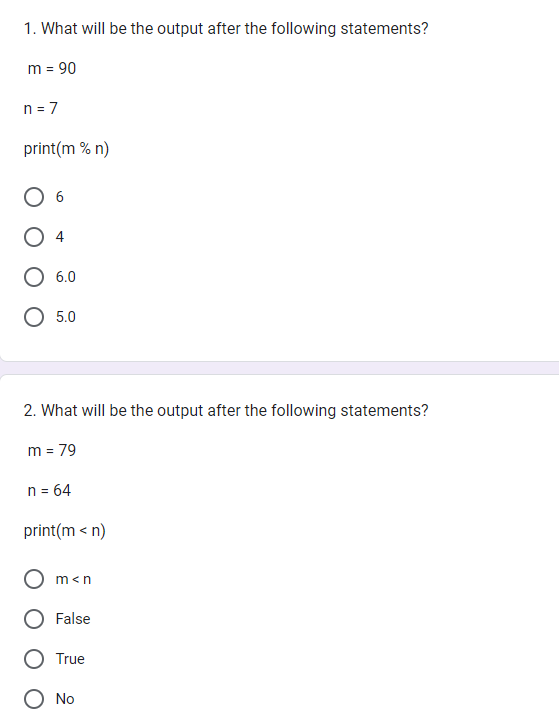 1. What will be the output after the following statements?
m = 90
n = 7
print(m % n)
6
4
6.0
5.0
2. What will be the output after the following statements?
m = 79
n = 64
print(m < n)
m < n
False
True
No